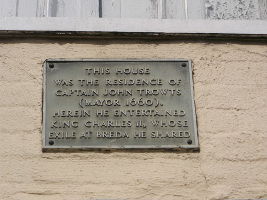 THIS HOUSE
WAS THE RESIDENCE OF
CAPTAIN JOHN TROWTS
(MAYOR 1660).
HEREIN HE ENTERTAINED
KING CHARLES II, WHOSE
EXILE AT BREDA HE SHARED